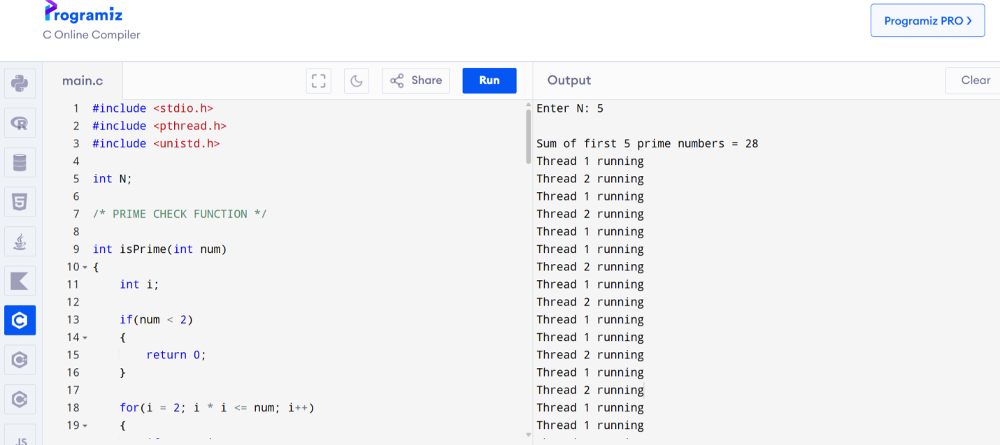 Programiz
C Online Compiler
Programiz PRO >
main.c
Share
Run
Output
Clear
1 #include <stdio.h>
2 #include <pthread.h>
3 #include <unistd.h>
4
5 int N;
6
7 /* PRIME CHECK FUNCTION */
8
9 int isPrime(int num)
10 {
11 int i;
12
13 if(num < 2)
14 {
15 return 0;
16 }
17
18 for(i = 2; i * i <= num; i++)
19 {
JS
Enter N: 5
Sum of first 5 prime numbers = 28
Thread 1 running
Thread 2 running
Thread 1 running
Thread 2 running
Thread 1 running
Thread 1 running
Thread 2 running
Thread 1 running
Thread 2 running
Thread 1 running
Thread 1 running
Thread 2 running
Thread 1 running
Thread 2 running
Thread 1 running
Thread 1 running